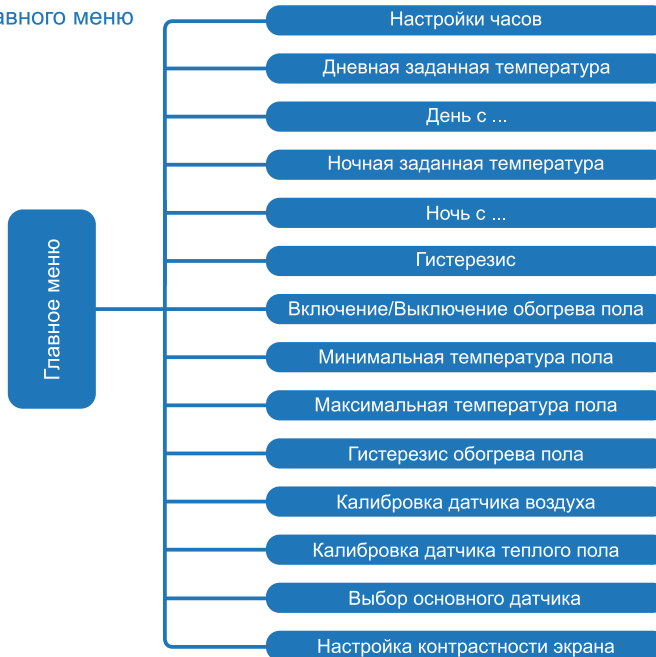 авного меню
Настройки часов
Дневная заданная температура
День с ...
Ночная заданная температура
Ночь с ...
Гистерезис
Главное меню
Включение/Выключение обогрева пола
Минимальная температура пола
Максимальная температура пола
Гистерезис обогрева пола
Калибровка датчика воздуха
Калибровка датчика теплого пола
Выбор основного датчика
Настройка контрастности экрана